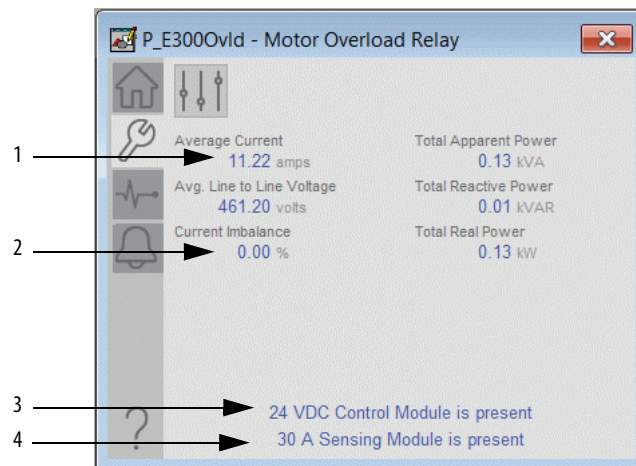 P_E300Ovld - Motor Overload Relay
Average Current Total Apparent Power
1 11.22 amps 0.13 kVA
Avg. Line to Line Voltage Total Reactive Power
461.20 volts 0.01 kVAR
Current Imbalance Total Real Power
2 0.00 % 0.13 kW
3 24 VDC Control Module is present
4 30 A Sensing Module is present
?